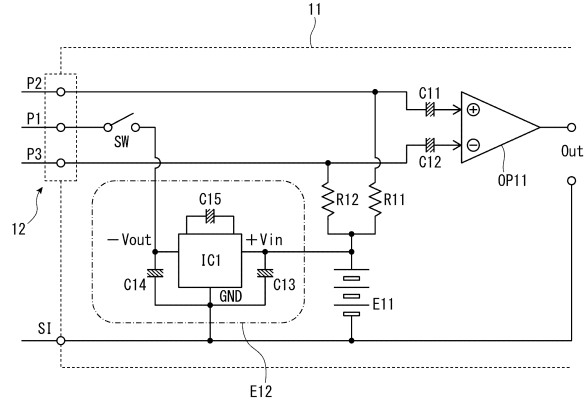 11
P2
P1
P3
SW
12
C11
C12
⊕
⊖
OP11
Out
C15
R12
R11
−Vout
+Vin
IC1
C14
GND
C13
E11
SI
E12